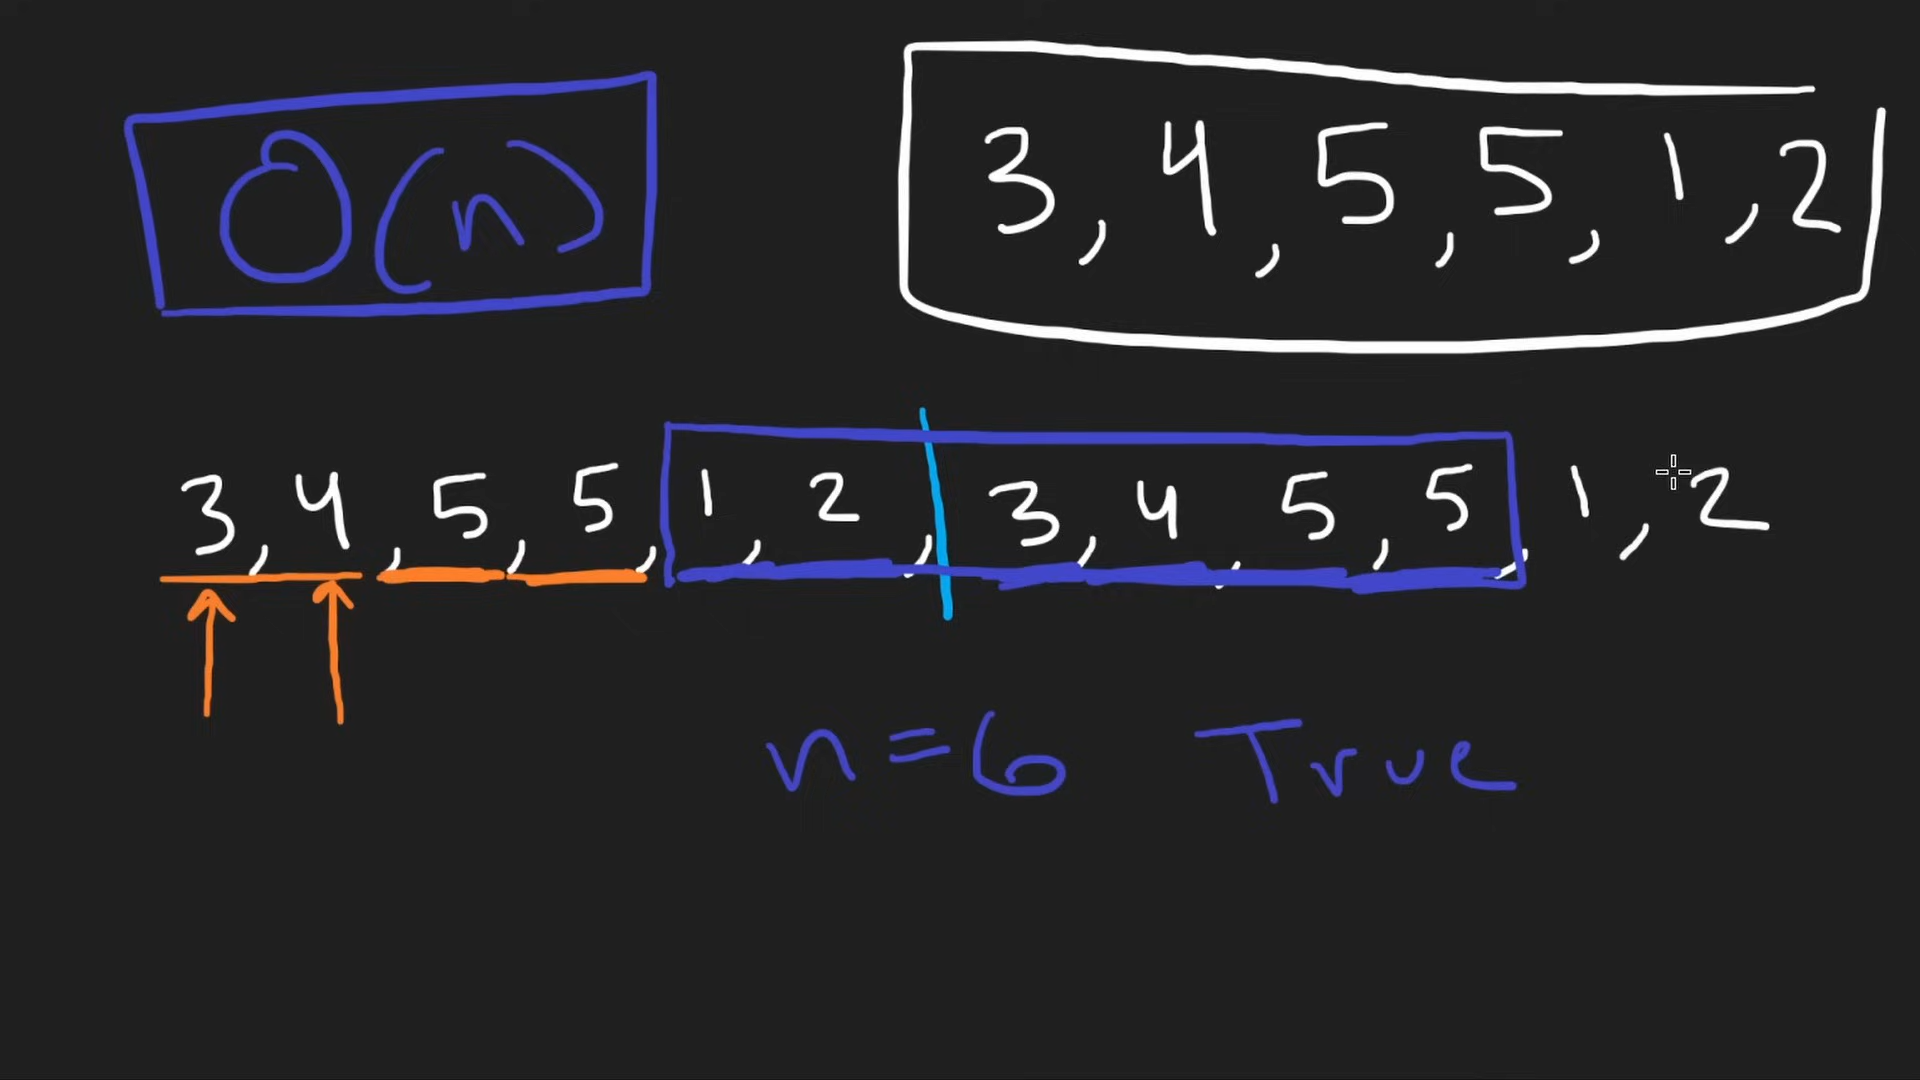 O(n)
3, 4, 5, 5, 1, 2
3, 4, 5, 5, 1, 2, 3, 4, 5, 5, 1, 2
n=6 True